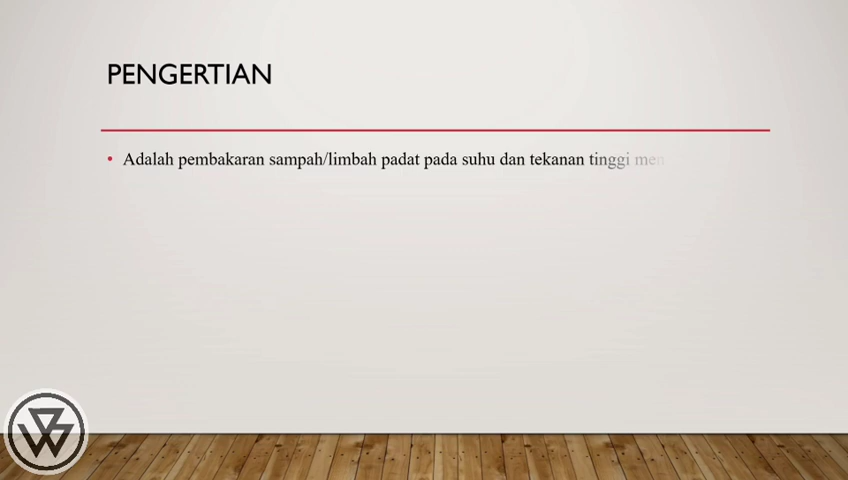 PENGERTIAN
• Adalah pembakaran sampah/limbah padat pada suhu dan tekanan tinggi